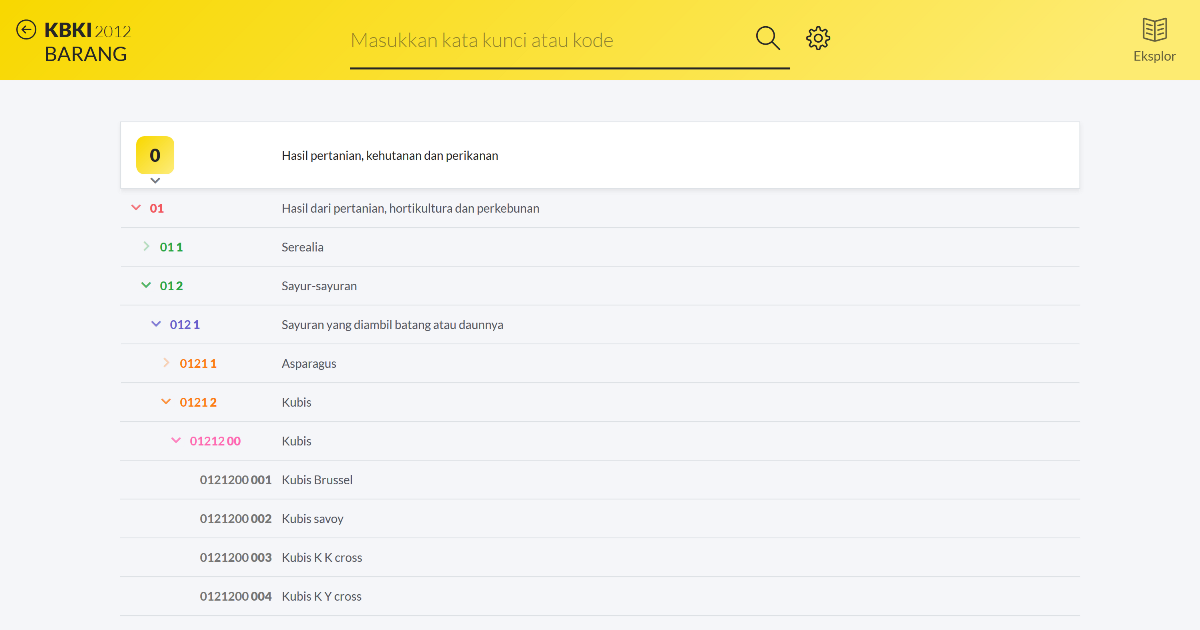 KBKI 2012
BARANG
Masukkan kata kunci atau kode
Eksplor
0 Hasil pertanian, kehutanan dan perikanan
01 Hasil dari pertanian, hortikultura dan perkebunan
01 1 Serealia
01 2 Sayur-sayuran
012 1 Sayuran yang diambil batang atau daunnya
0121 1 Asparagus
0121 2 Kubis
01212 00 Kubis
0121200 001 Kubis Brussel
0121200 002 Kubis savoy
0121200 003 Kubis K K cross
0121200 004 Kubis K Y cross